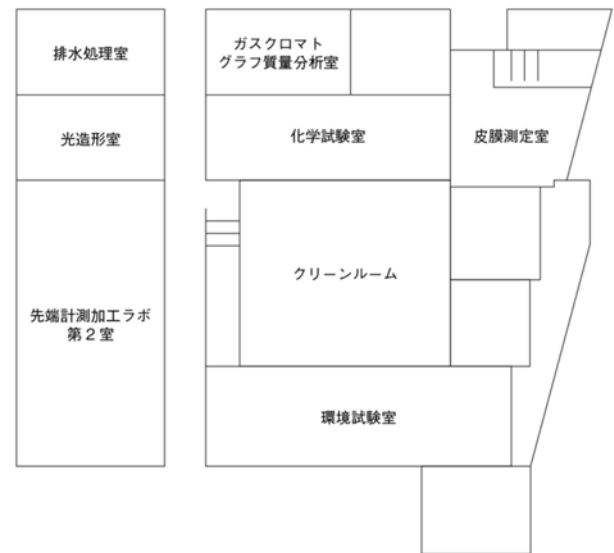 排水処理室
ガスクロマト
グラフ質量分析室
光造形室
化学試験室
皮膜測定室
クリーンルーム
先端計測加工ラボ
第2室
環境試験室